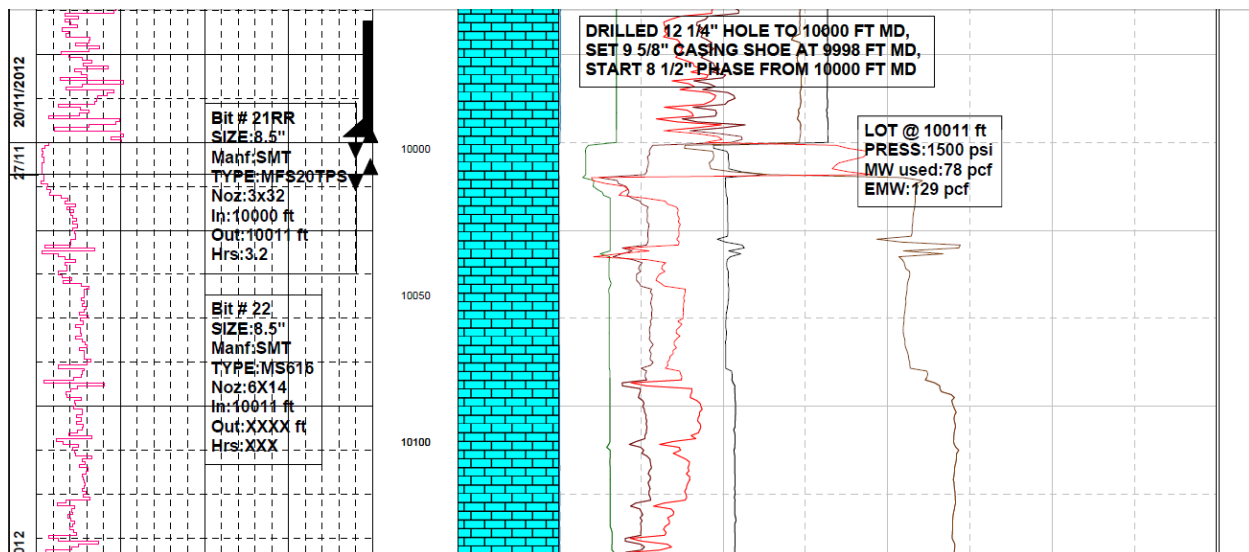 DRILLED 12 1/4" HOLE TO 10000 FT MD,
SET 9 5/8" CASING SHOE AT 9998 FT MD,
START 8 1/2" PHASE FROM 10000 FT MD
20/11/2012
27/11
012
Bit # 21RR
SIZE:8.5"
Manf:SMT
TYPE:MFS20TPS
Noz:3x32
In:10000 ft
Out:10011 ft
Hrs:3.2
Bit # 22
SIZE:8.5"
Manf:SMT
TYPE:MS616
Noz:6X14
In:10011 ft
Out:XXXX ft
Hrs:XXX
10000
10050
10100
LOT @ 10011 ft
PRESS:1500 psi
MW used:78 pcf
EMW:129 pcf